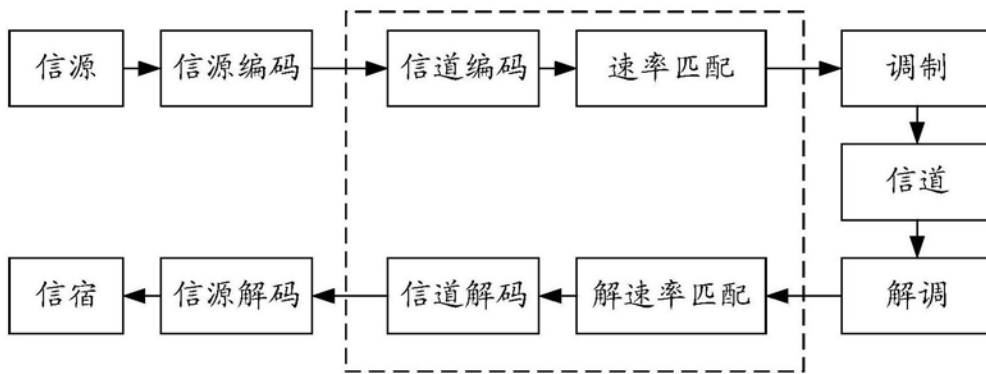 信源 信源编码 信道编码 速率匹配 调制
信道
信宿 信源解码 信道解码 解速率匹配 解调